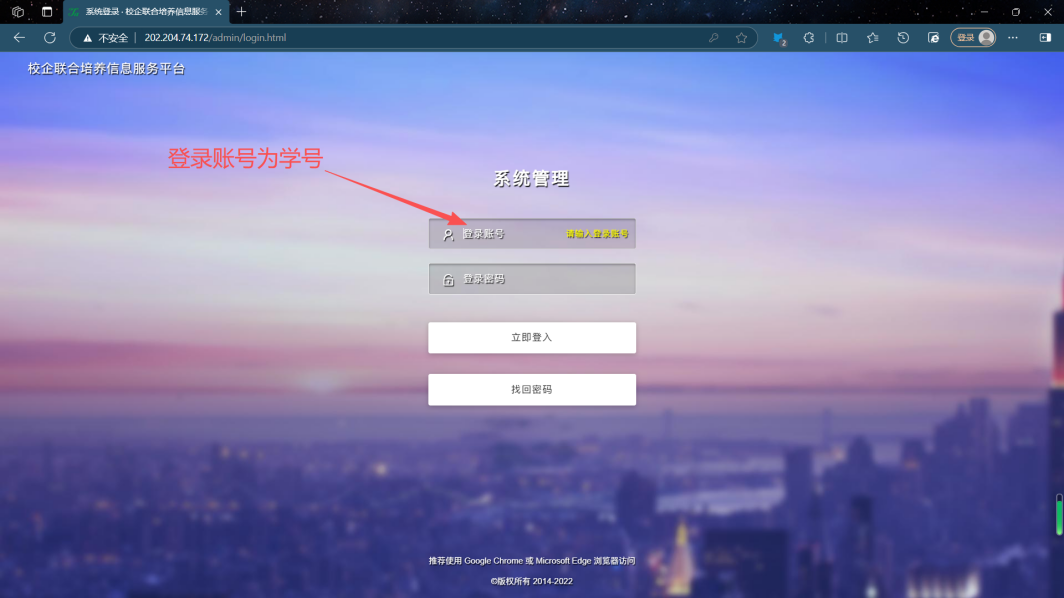 系统登录 · 校企联合培养信息服务
不安全 | 202.204.74.172/admin/login.html
2
登录
校企联合培养信息服务平台
登录账号为学号
系统管理
登录账号 请输入登录账号
登录密码
立即登入
找回密码
推荐使用 Google Chrome 或 Microsoft Edge 浏览器访问
©版权所有 2014-2022